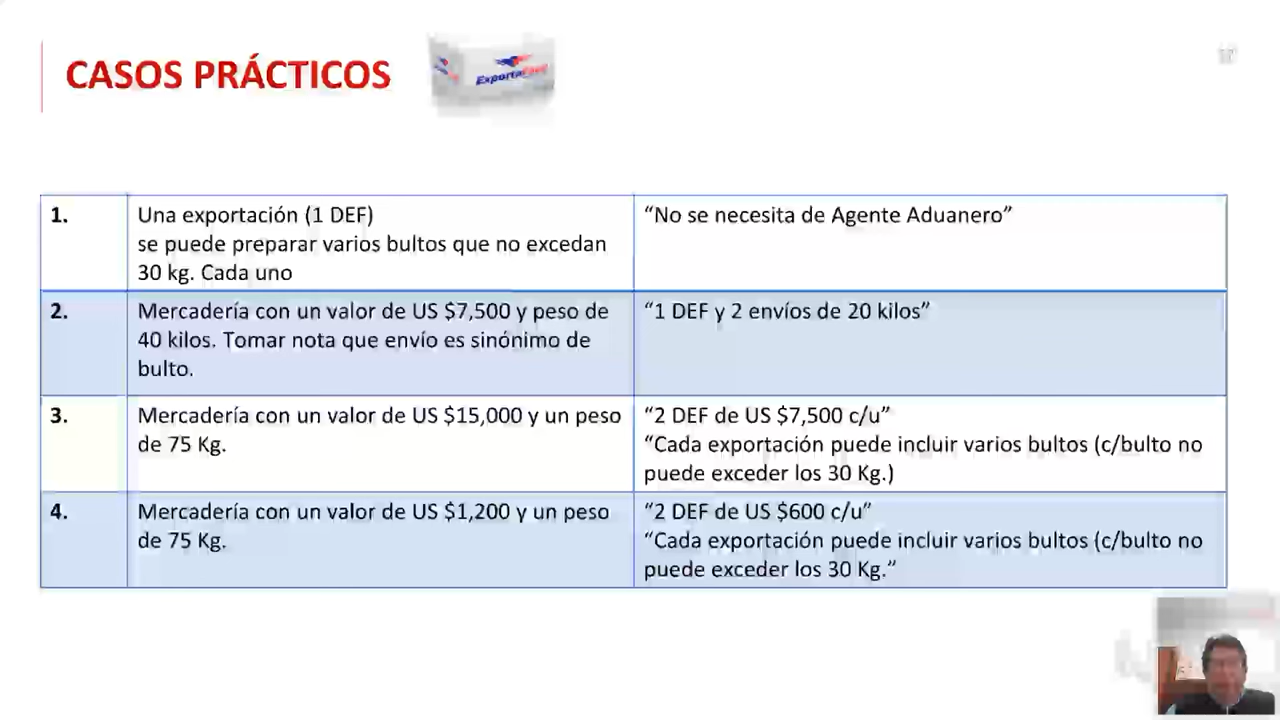 CASOS PRÁCTICOS
ExportaFacil
1.
Una exportación (1 DEF)
se puede preparar varios bultos que no excedan
30 kg. Cada uno
“No se necesita de Agente Aduanero”
2.
Mercadería con un valor de US $7,500 y peso de
40 kilos. Tomar nota que envío es sinónimo de
bulto.
“1 DEF y 2 envíos de 20 kilos”
3.
Mercadería con un valor de US $15,000 y un peso
de 75 Kg.
“2 DEF de US $7,500 c/u”
“Cada exportación puede incluir varios bultos (c/bulto no
puede exceder los 30 Kg.)
4.
Mercadería con un valor de US $1,200 y un peso
de 75 Kg.
“2 DEF de US $600 c/u”
“Cada exportación puede incluir varios bultos (c/bulto no
puede exceder los 30 Kg.”